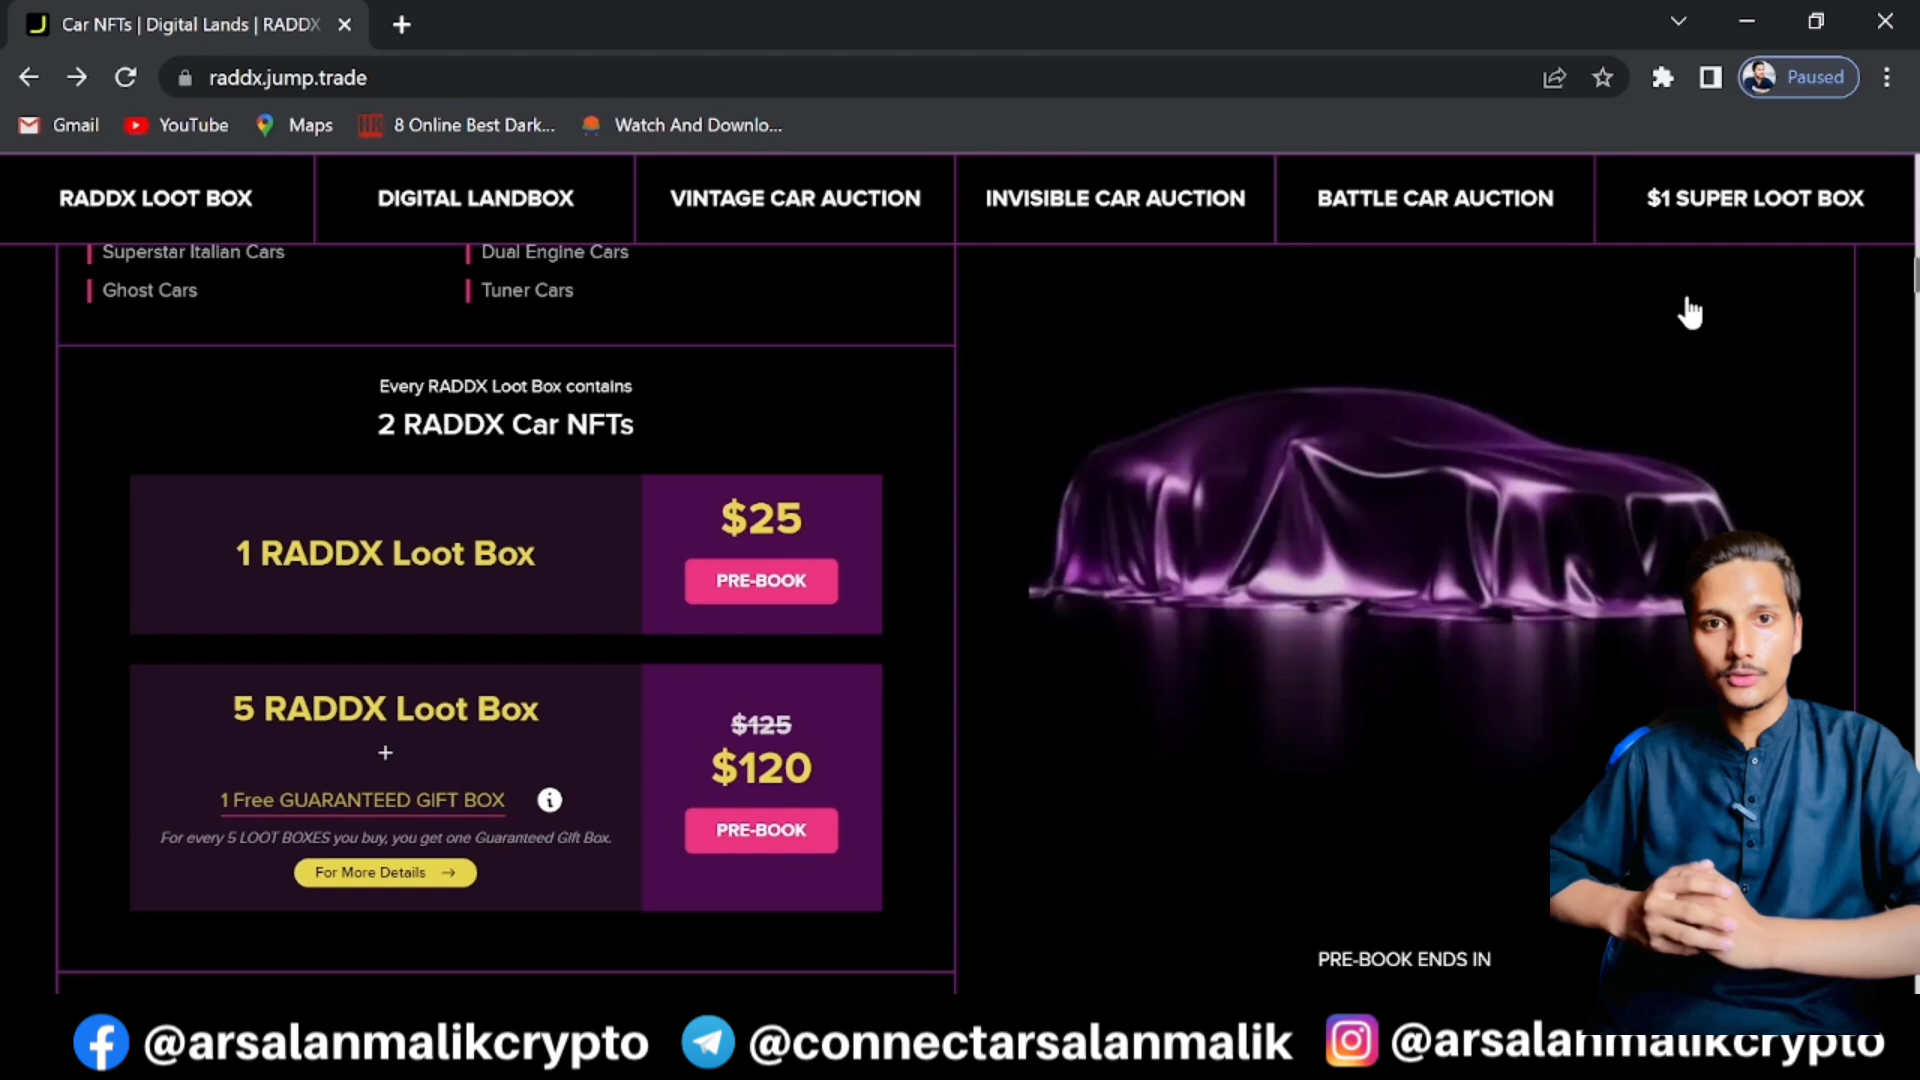 Car NFTs | Digital Lands | RADDX
raddx.jump.trade
Paused
Gmail
YouTube
Maps
8 Online Best Dark...
Watch And Downlo...
RADDX LOOT BOX
DIGITAL LANDBOX
VINTAGE CAR AUCTION
INVISIBLE CAR AUCTION
BATTLE CAR AUCTION
$1 SUPER LOOT BOX
Superstar Italian Cars
Dual Engine Cars
Ghost Cars
Tuner Cars
Every RADDX Loot Box contains
2 RADDX Car NFTs
1 RADDX Loot Box
$25
PRE-BOOK
5 RADDX Loot Box
+
1 Free GUARANTEED GIFT BOX
For every 5 LOOT BOXES you buy, you get one Guaranteed Gift Box.
For More Details →
$125
$120
PRE-BOOK
PRE-BOOK ENDS IN
@arsalanmalikcrypto
@connectarsalanmalik
@arsalanmalikcrypto